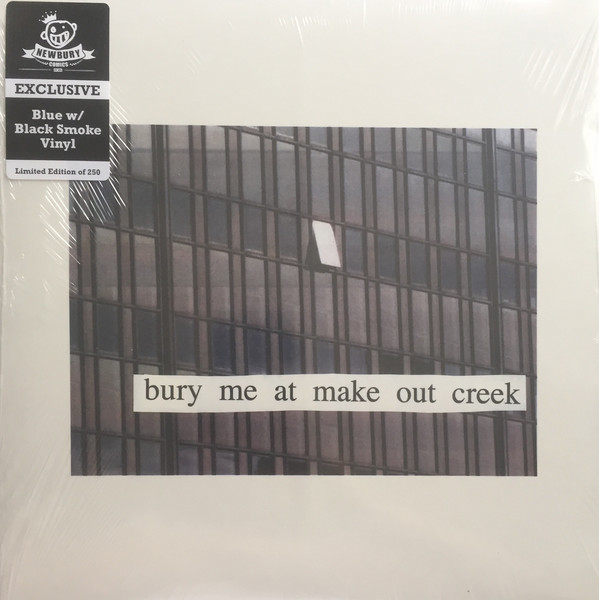 NEWBURY
COMICS
EXCLUSIVE
Blue w/
Black Smoke
Vinyl
Limited Edition of 250
bury me at make out creek